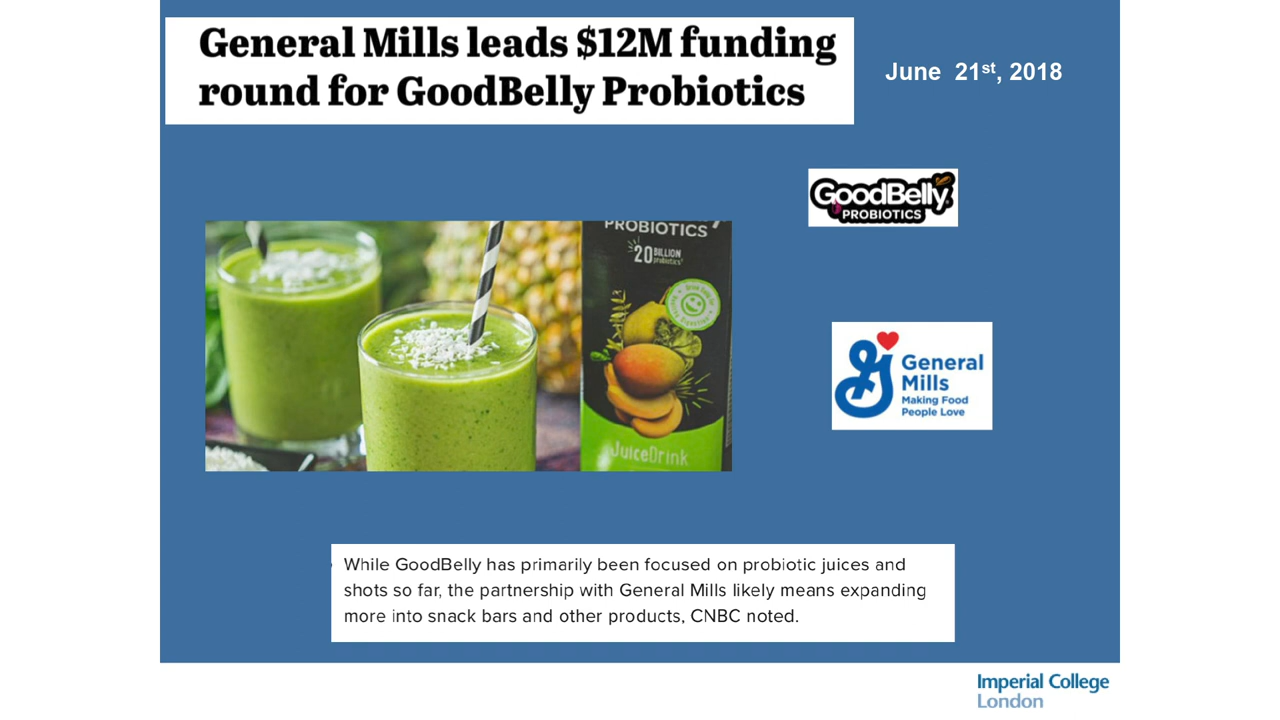 General Mills leads $12M funding
round for GoodBelly Probiotics
June 21st, 2018
GoodBelly
PROBIOTICS
PROBIOTICS
20 BILLION
probiotics*
JuiceDrink
General
Mills
Making Food
People Love
While GoodBelly has primarily been focused on probiotic juices and
shots so far, the partnership with General Mills likely means expanding
more into snack bars and other products, CNBC noted.
Imperial College
London